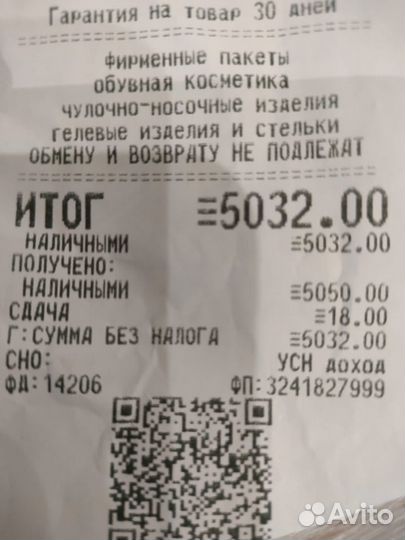 Гарантия на товар 30 дней
фирменные пакеты
обувная косметика
чулочно-носочные изделия
гелевые изделия и стельки
ОБМЕНУ И ВОЗВРАТУ НЕ ПОДЛЕЖАТ
ИТОГ ≡5032.00
НАЛИЧНЫМИ ≡5032.00
ПОЛУЧЕНО:
НАЛИЧНЫМИ ≡5050.00
СДАЧА ≡18.00
Г:СУММА БЕЗ НАЛОГА ≡5032.00
СНО: УСН доход
ФД:14206 ФП:3241827999
Avito